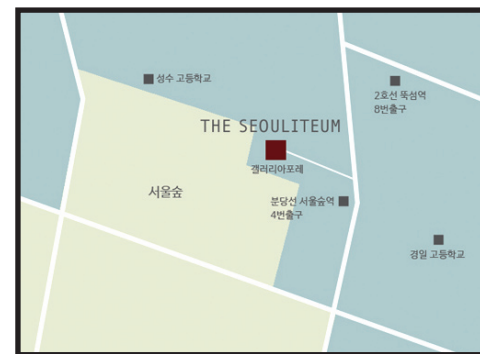 성수 고등학교
2호선 뚝섬역
8번출구
THE SEOULITEUM
갤러리아포레
서울숲
분당선 서울숲역
4번출구
경일 고등학교